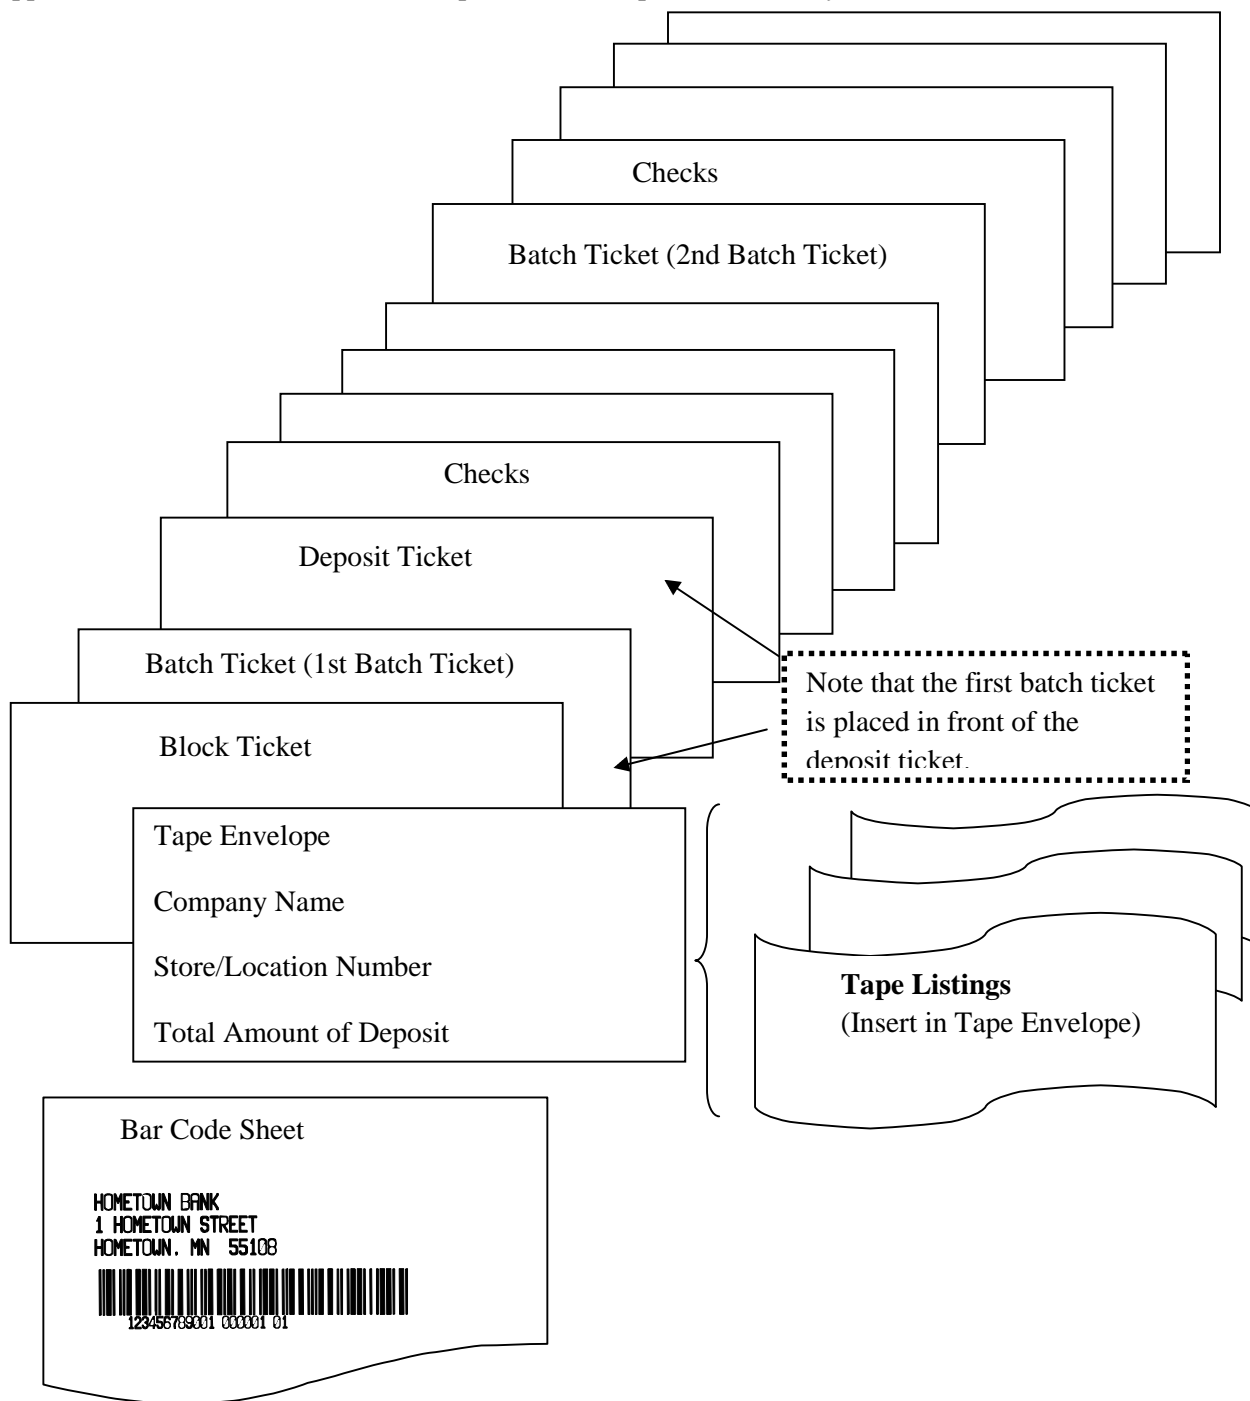 Checks
Batch Ticket (2nd Batch Ticket)
Checks
Deposit Ticket
Batch Ticket (1st Batch Ticket)
Note that the first batch ticket
is placed in front of the
deposit ticket.
Block Ticket
Tape Envelope
Company Name
Store/Location Number
Total Amount of Deposit
Tape Listings
(Insert in Tape Envelope)
Bar Code Sheet
HOMETOWN BANK
1 HOMETOWN STREET
HOMETOWN. MN 55108
123456789001 000001 01